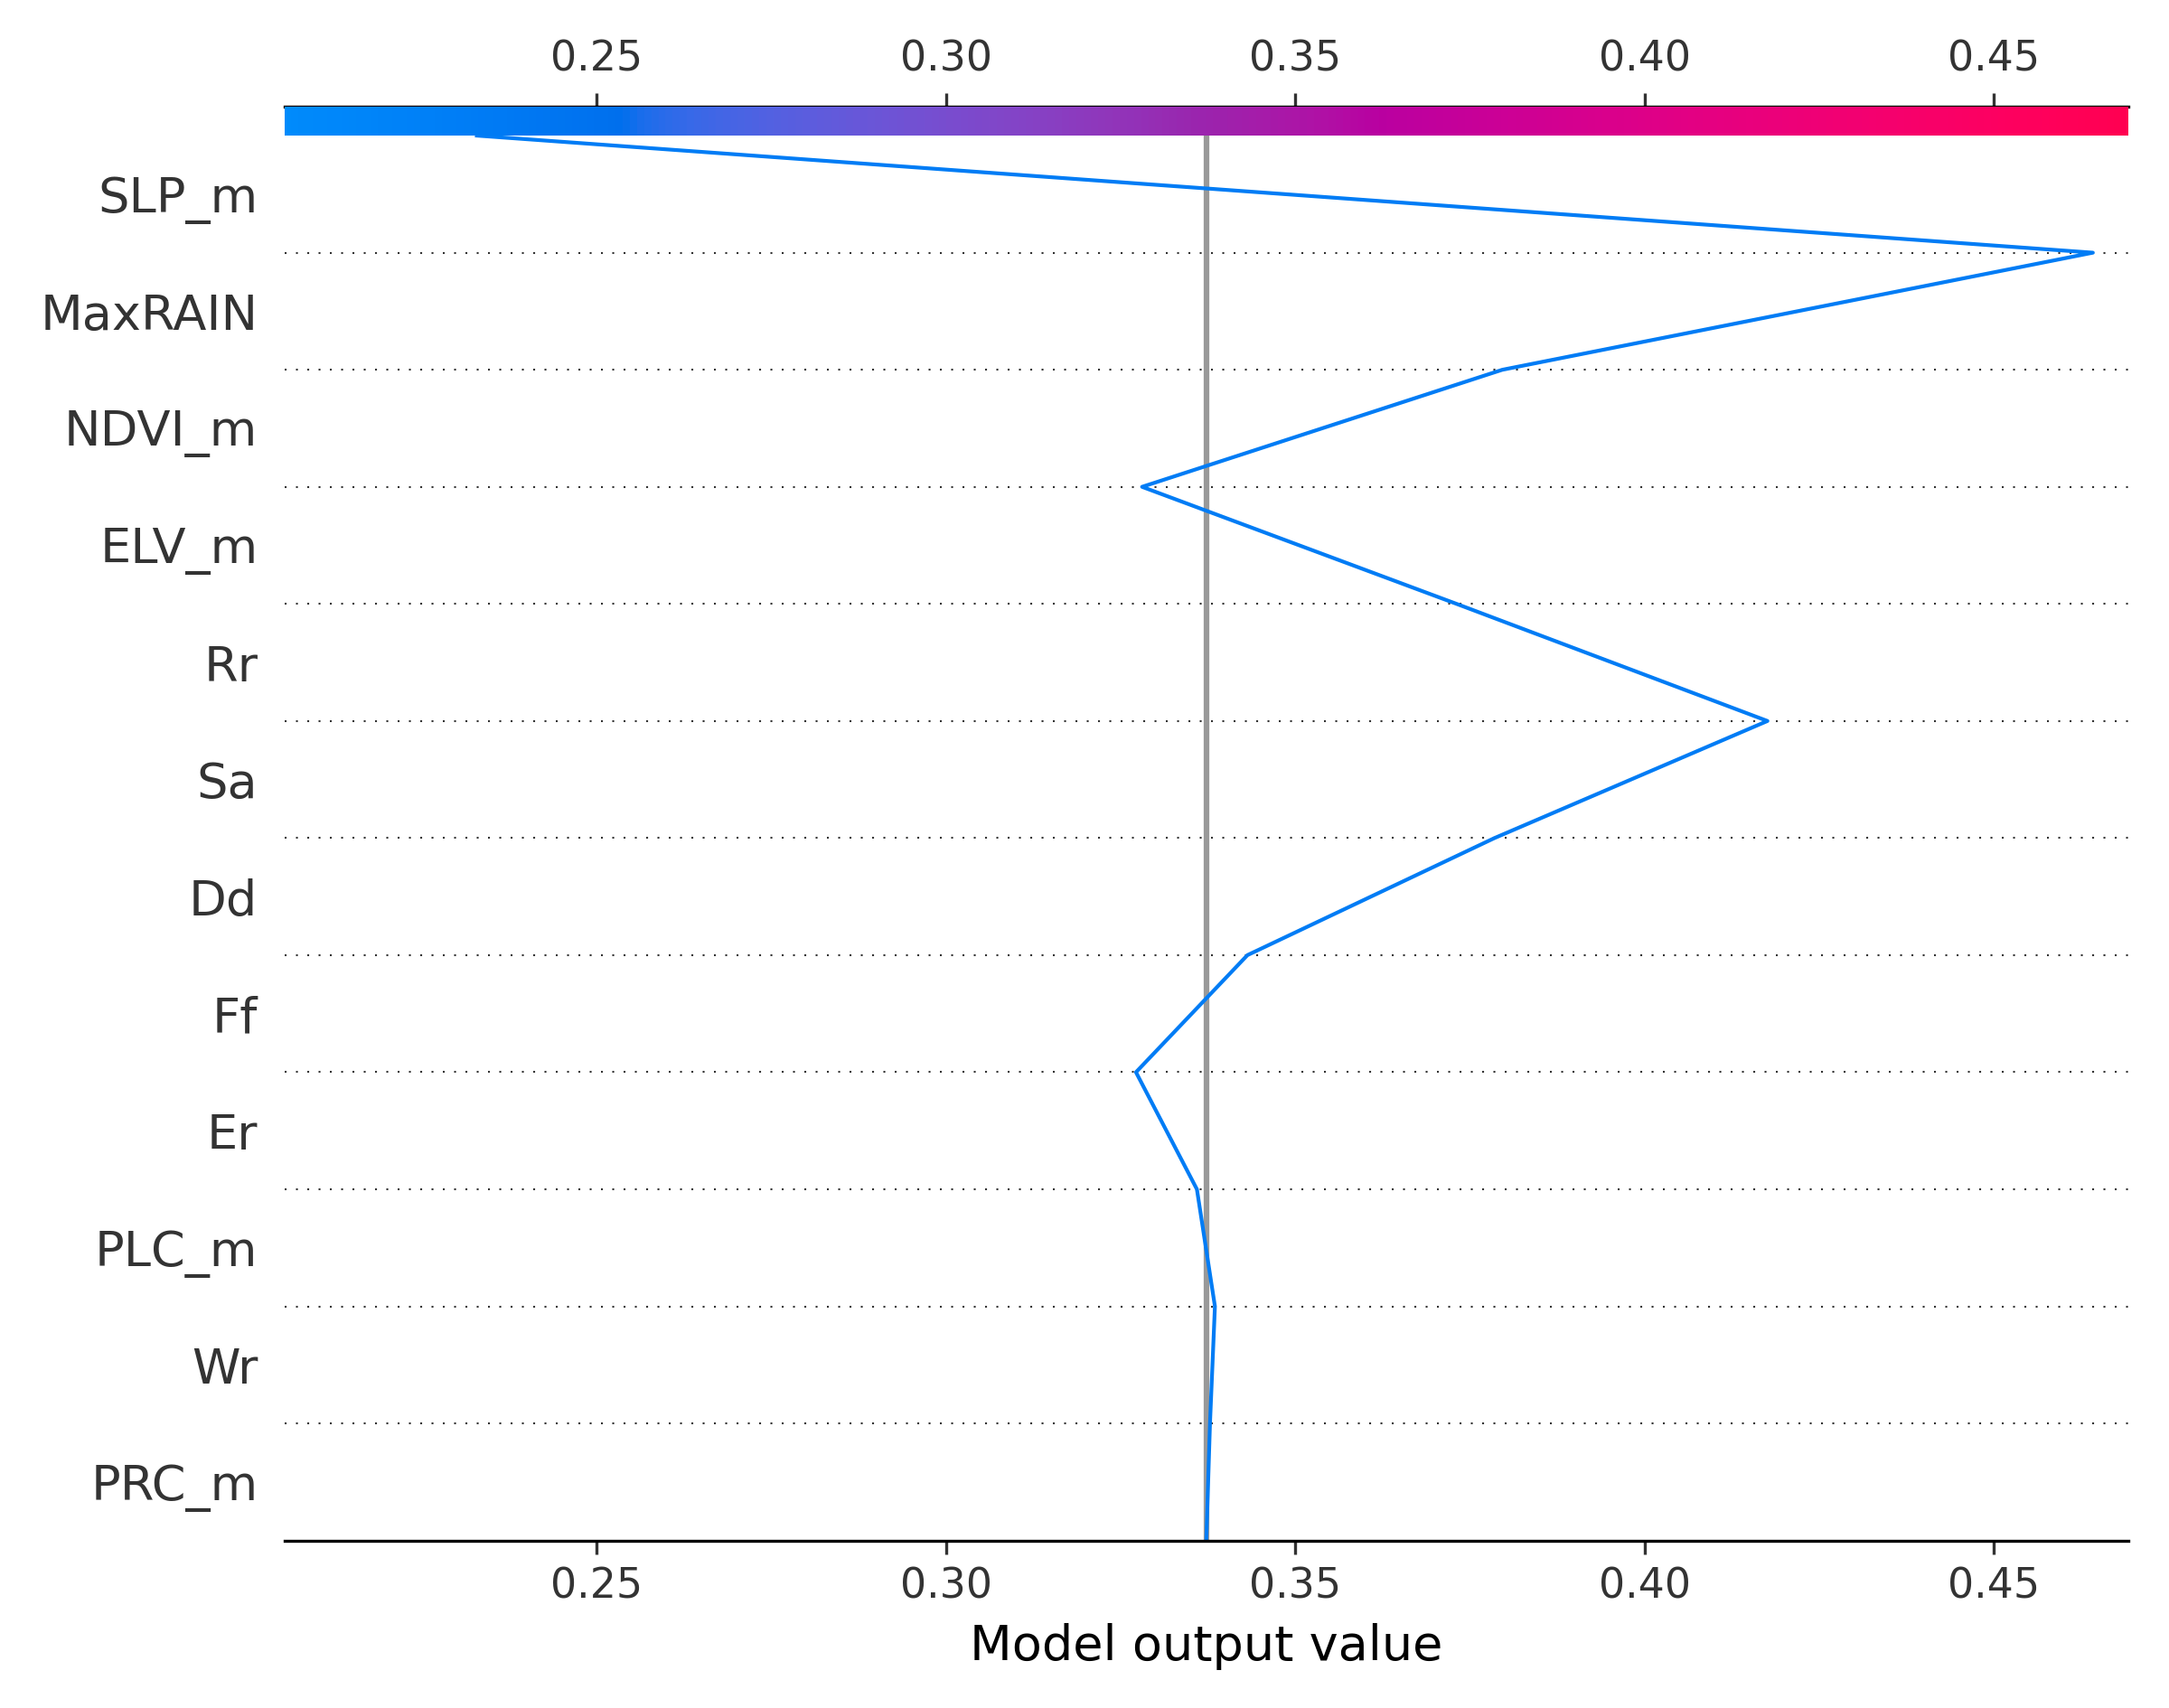 0.25 0.30 0.35 0.40 0.45
SLP_m
MaxRAIN
NDVI_m
ELV_m
Rr
Sa
Dd
Ff
Er
PLC_m
Wr
PRC_m
0.25 0.30 0.35 0.40 0.45
Model output value